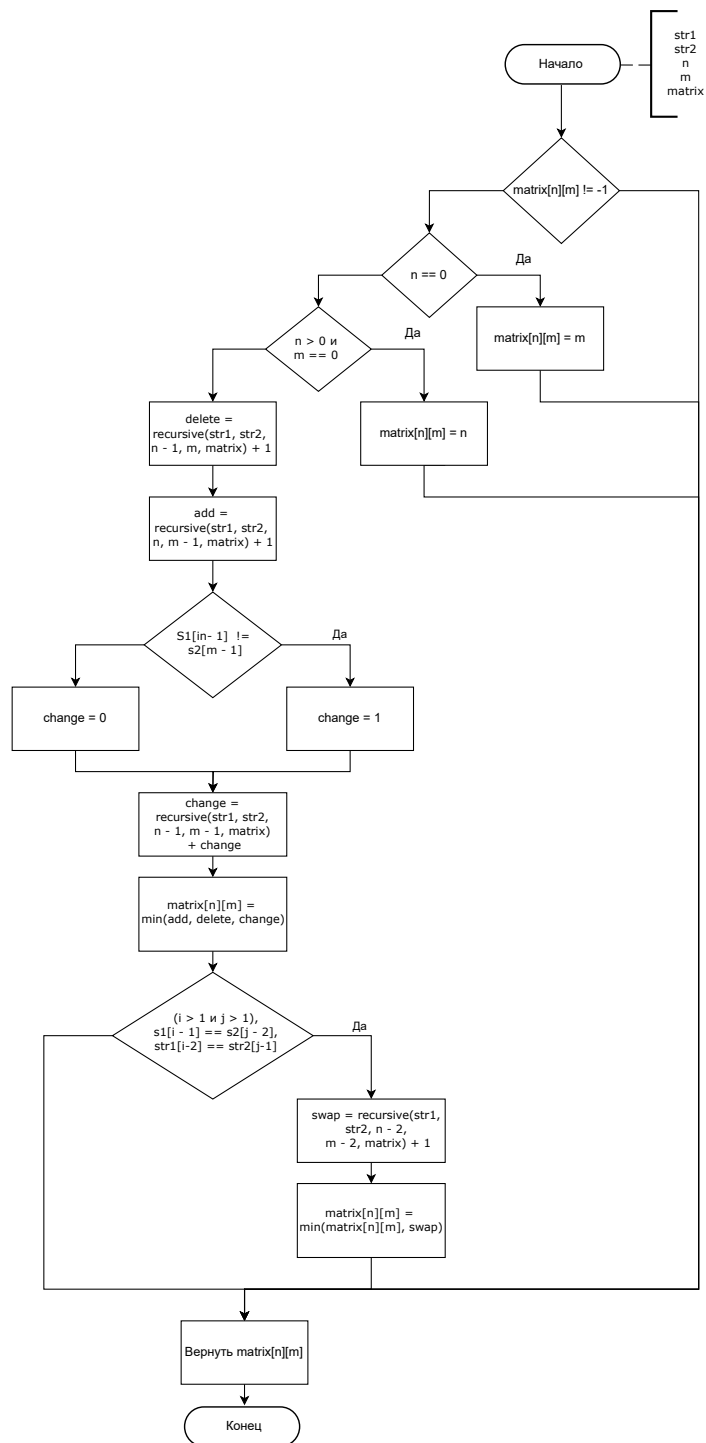 Начало
str1
str2
n
m
matrix
matrix[n][m] != -1
n == 0
Да
matrix[n][m] = m
n > 0 и
m == 0
Да
matrix[n][m] = n
delete =
recursive(str1, str2,
n - 1, m, matrix) + 1
add =
recursive(str1, str2,
n, m - 1, matrix) + 1
S1[in- 1] !=
s2[m - 1]
Да
change = 0
change = 1
change =
recursive(str1, str2,
n - 1, m - 1, matrix)
+ change
matrix[n][m] =
min(add, delete, change)
(i > 1 и j > 1),
s1[i - 1] == s2[j - 2],
str1[i-2] == str2[j-1]
Да
swap = recursive(str1,
str2, n - 2,
m - 2, matrix) + 1
matrix[n][m] =
min(matrix[n][m], swap)
Вернуть matrix[n][m]
Конец